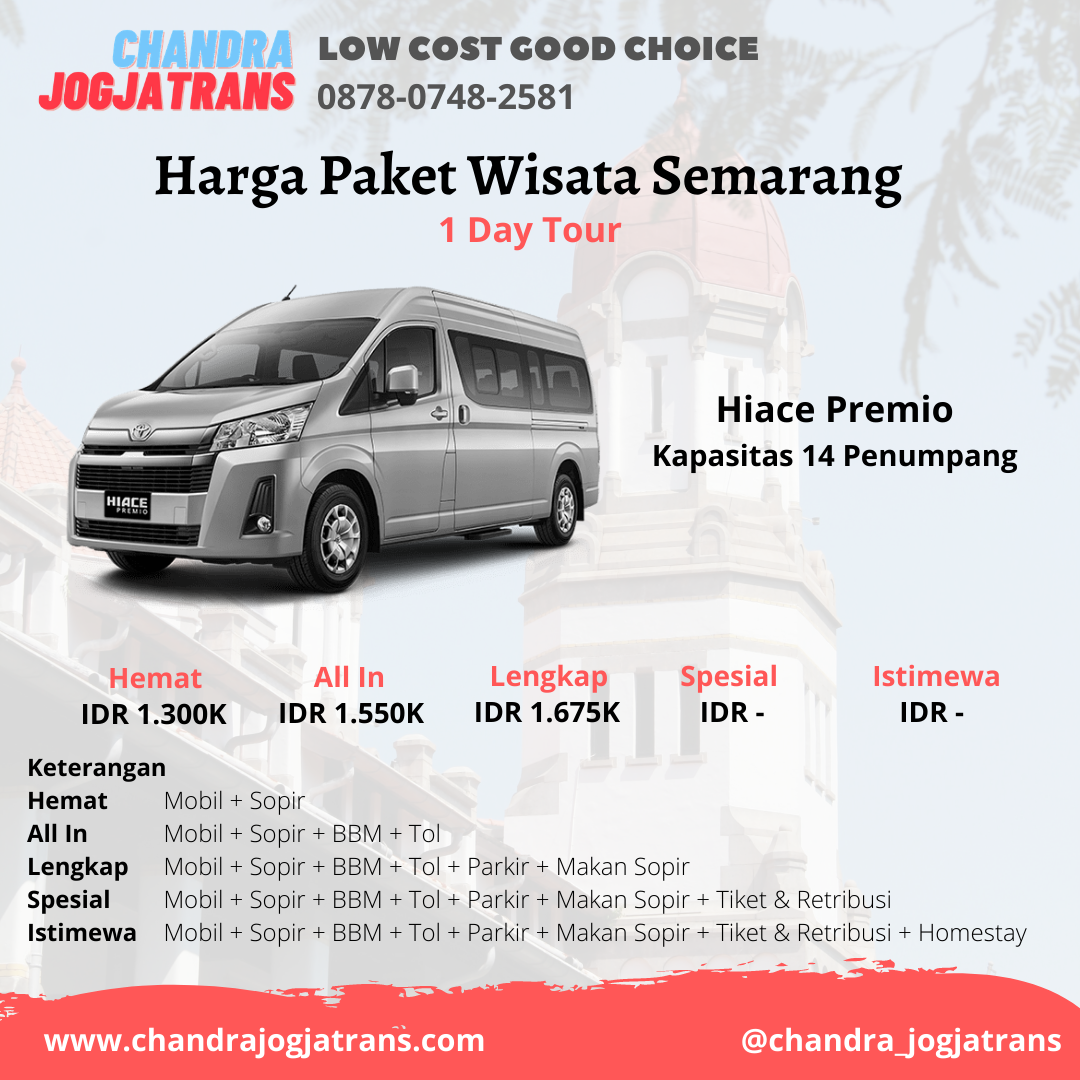 CHANDRA
JOGJATRANS
LOW COST GOOD CHOICE
0878-0748-2581
Harga Paket Wisata Semarang
1 Day Tour
HIACE
PREMIO
Hiace Premio
Kapasitas 14 Penumpang
Hemat All In Lengkap Spesial Istimewa
IDR 1.300K IDR 1.550K IDR 1.675K IDR - IDR -
Keterangan
Hemat Mobil + Sopir
All In Mobil + Sopir + BBM + Tol
Lengkap Mobil + Sopir + BBM + Tol + Parkir + Makan Sopir
Spesial Mobil + Sopir + BBM + Tol + Parkir + Makan Sopir + Tiket & Retribusi
Istimewa Mobil + Sopir + BBM + Tol + Parkir + Makan Sopir + Tiket & Retribusi + Homestay
www.chandrajogjatrans.com @chandra_jogjatrans